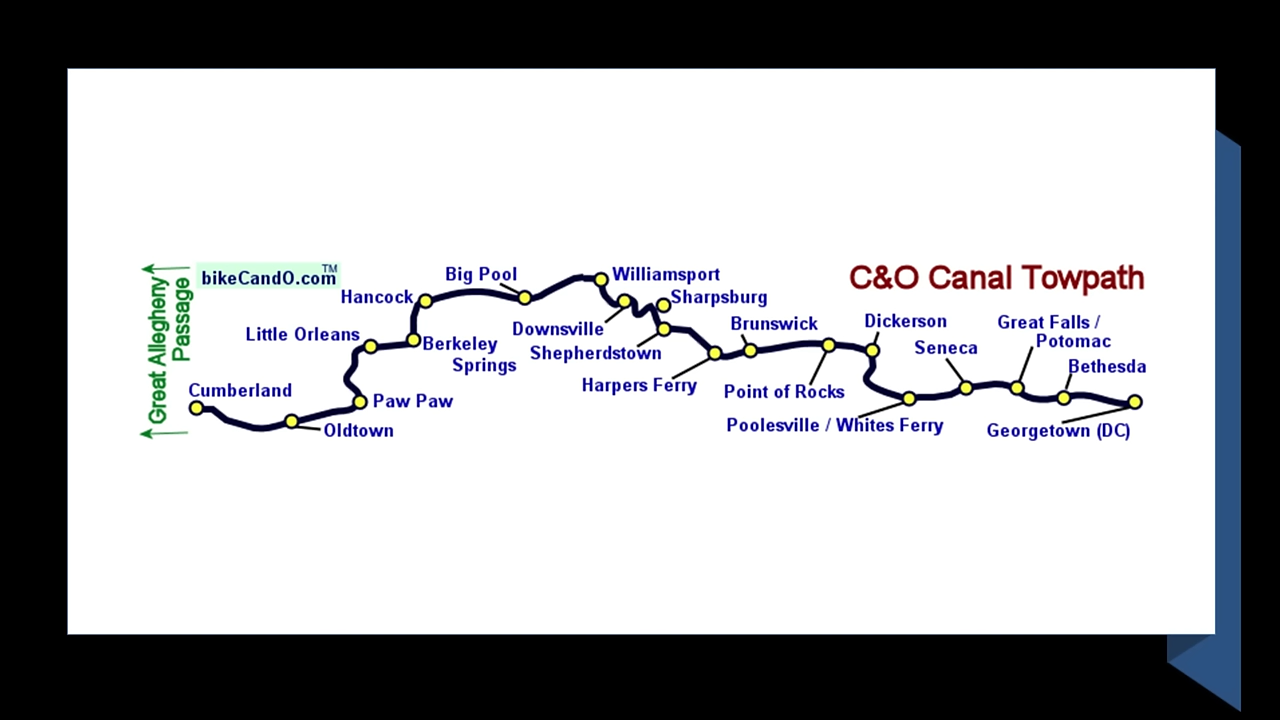 Great Allegheny
Passage
bikeCandO.com™
C&O Canal Towpath
Big Pool
Williamsport
Hancock
Sharpsburg
Little Orleans
Downsville
Brunswick
Dickerson
Great Falls /
Potomac
Berkeley
Springs
Shepherdstown
Seneca
Bethesda
Cumberland
Harpers Ferry
Point of Rocks
Paw Paw
Oldtown
Poolesville / Whites Ferry
Georgetown (DC)